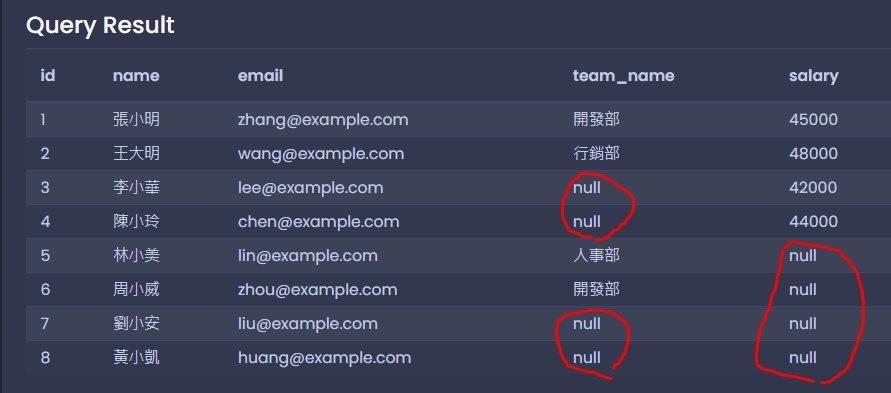 Query Result
id name email team_name salary
1 張小明 zhang@example.com 開發部 45000
2 王大明 wang@example.com 行銷部 48000
3 李小華 lee@example.com null 42000
4 陳小玲 chen@example.com null 44000
5 林小美 lin@example.com 人事部 null
6 周小威 zhou@example.com 開發部 null
7 劉小安 liu@example.com null null
8 黃小凱 huang@example.com null null